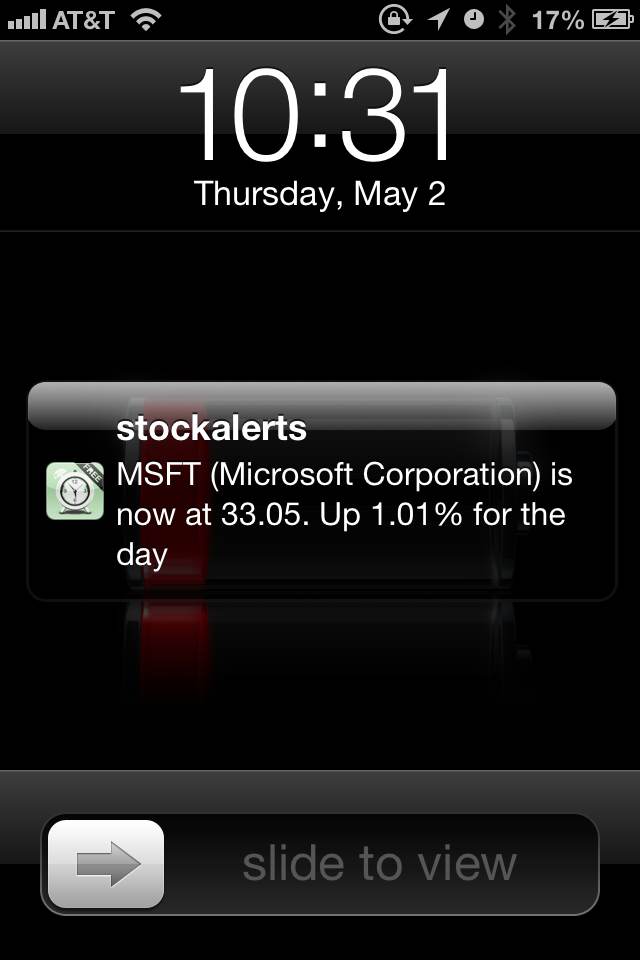 AT&T 17%
10:31
Thursday, May 2
stockalerts
FREE
MSFT (Microsoft Corporation) is
now at 33.05. Up 1.01% for the
day
slide to view